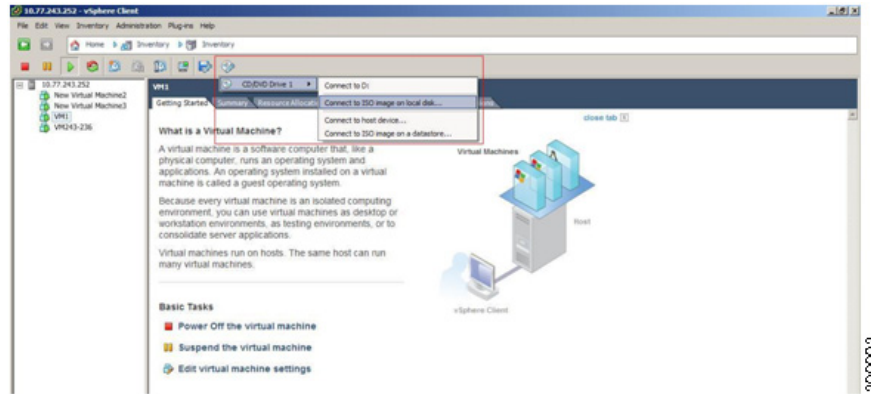 10.77.243.252 - vSphere Client
File Edit View Inventory Administration Plug-ins Help
Home Inventory Inventory
10.77.243.252
New Virtual Machine2
New Virtual Machine3
VM1
VM243-236
CD/DVD Drive 1
Connect to D:
Connect to ISO image on local disk...
Connect to host device...
Connect to ISO image on a datastore...
VM1
Getting Started Summary Resource Allocati
close tab
What is a Virtual Machine?
A virtual machine is a software computer that, like a
physical computer, runs an operating system and
applications. An operating system installed on a virtual
machine is called a guest operating system.
Because every virtual machine is an isolated computing
environment, you can use virtual machines as desktop or
workstation environments, as testing environments, or to
consolidate server applications.
Virtual machines run on hosts. The same host can run
many virtual machines.
Basic Tasks
Power Off the virtual machine
Suspend the virtual machine
Edit virtual machine settings
Virtual Machines
Host
vSphere Client